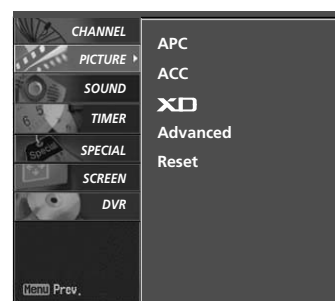 CHANNEL
PICTURE
SOUND
TIMER
SPECIAL
SCREEN
DVR
Menu Prev.
APC
ACC
XD
Advanced
Reset